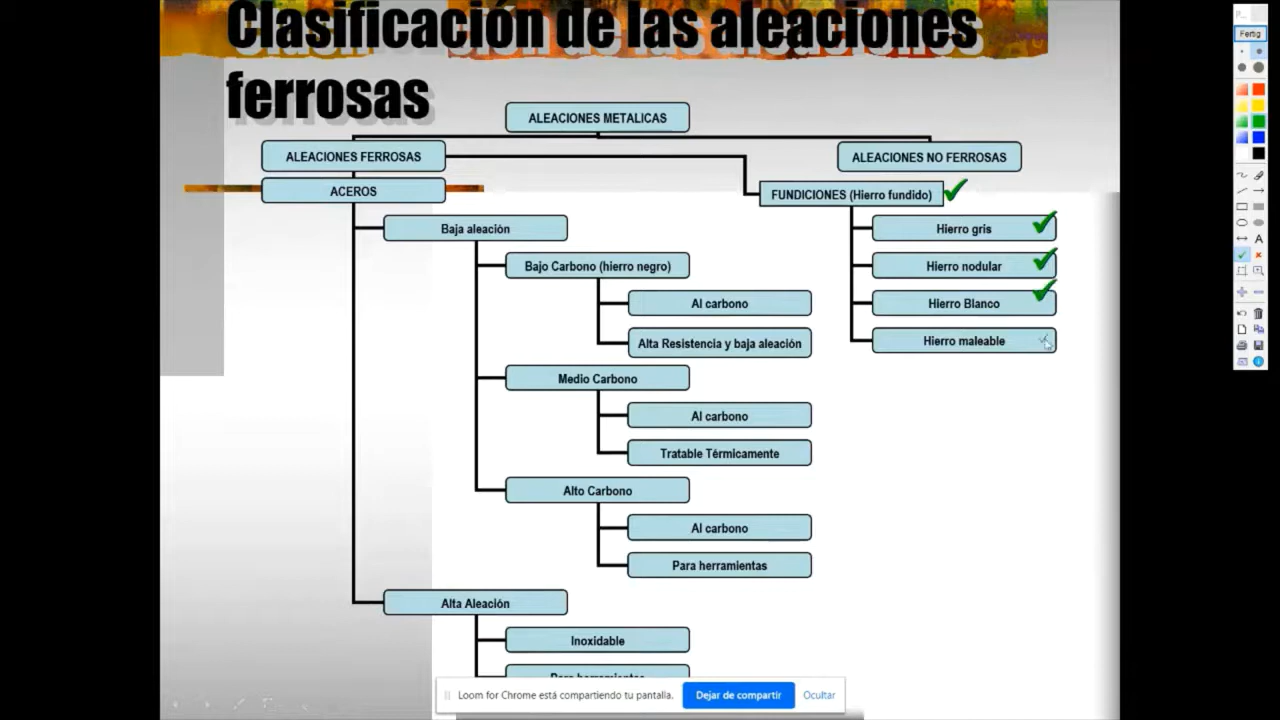 Clasificación de las aleaciones
ferrosas
ALEACIONES METALICAS
ALEACIONES FERROSAS
ALEACIONES NO FERROSAS
ACEROS
FUNDICIONES (Hierro fundido)
Baja aleación
Hierro gris
Bajo Carbono (hierro negro)
Hierro nodular
Al carbono
Hierro Blanco
Alta Resistencia y baja aleación
Hierro maleable
Medio Carbono
Al carbono
Tratable Térmicamente
Alto Carbono
Al carbono
Para herramientas
Alta Aleación
Inoxidable
Para herramientas
Loom for Chrome está compartiendo tu pantalla.
Dejar de compartir
Ocultar
Fertig
A